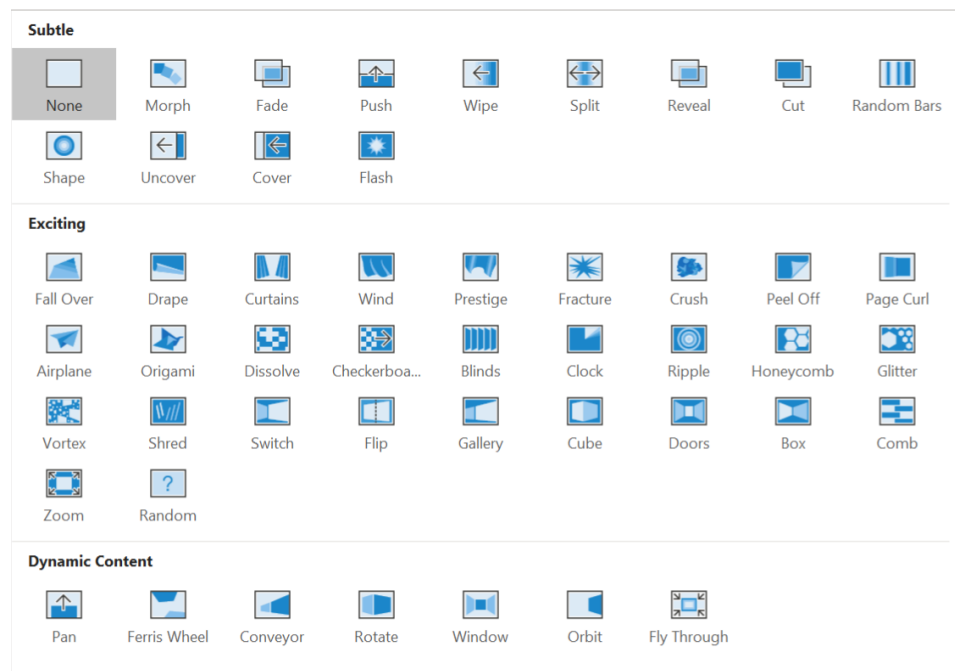 Subtle
None Morph Fade Push Wipe Split Reveal Cut Random Bars
Shape Uncover Cover Flash
Exciting
Fall Over Drape Curtains Wind Prestige Fracture Crush Peel Off Page Curl
Airplane Origami Dissolve Checkerboa... Blinds Clock Ripple Honeycomb Glitter
Vortex Shred Switch Flip Gallery Cube Doors Box Comb
?
Zoom Random
Dynamic Content
Pan Ferris Wheel Conveyor Rotate Window Orbit Fly Through